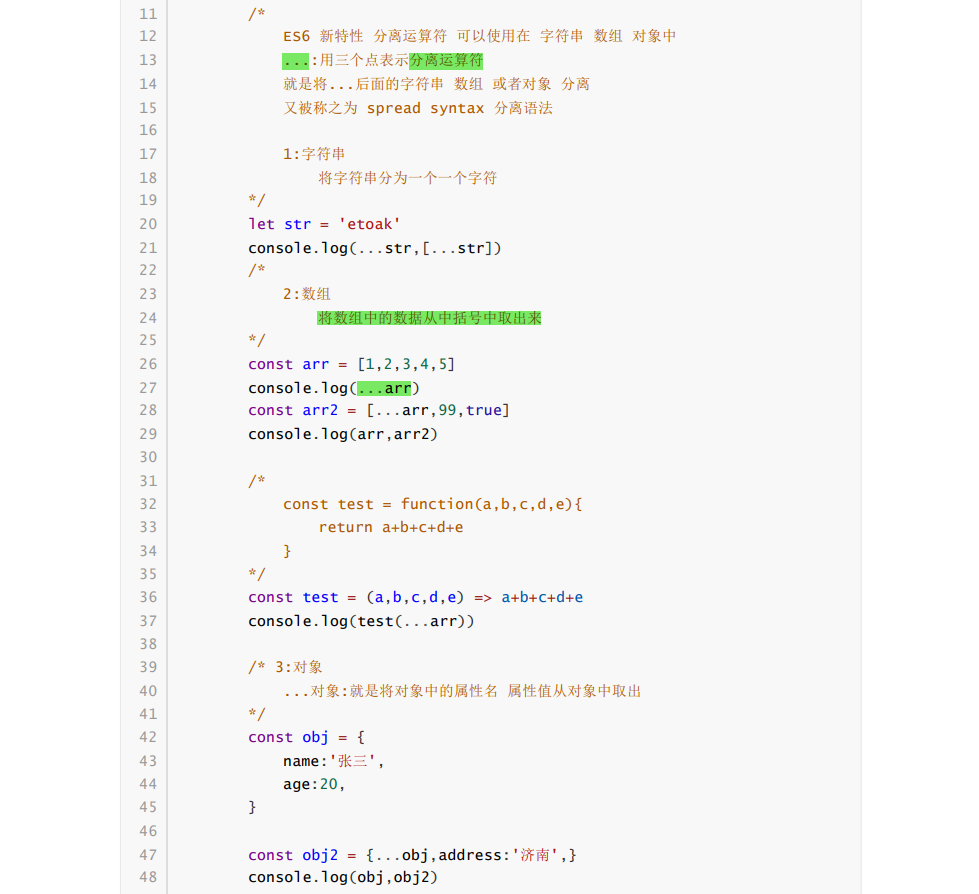 11 /*
12 ES6 新特性 分离运算符 可以使用在 字符串 数组 对象中
13 ...:用三个点表示分离运算符
14 就是将...后面的字符串 数组 或者对象 分离
15 又被称之为 spread syntax 分离语法
16
17 1:字符串
18 将字符串分为一个一个字符
19 */
20 let str = 'etoak'
21 console.log(...str,[...str])
22 /*
23 2:数组
24 将数组中的数据从中括号中取出来
25 */
26 const arr = [1,2,3,4,5]
27 console.log(...arr)
28 const arr2 = [...arr,99,true]
29 console.log(arr,arr2)
30
31 /*
32 const test = function(a,b,c,d,e){
33 return a+b+c+d+e
34 }
35 */
36 const test = (a,b,c,d,e) => a+b+c+d+e
37 console.log(test(...arr))
38
39 /* 3:对象
40 ...对象:就是将对象中的属性名 属性值从对象中取出
41 */
42 const obj = {
43 name:'张三',
44 age:20,
45 }
46
47 const obj2 = {...obj,address:'济南',}
48 console.log(obj,obj2)